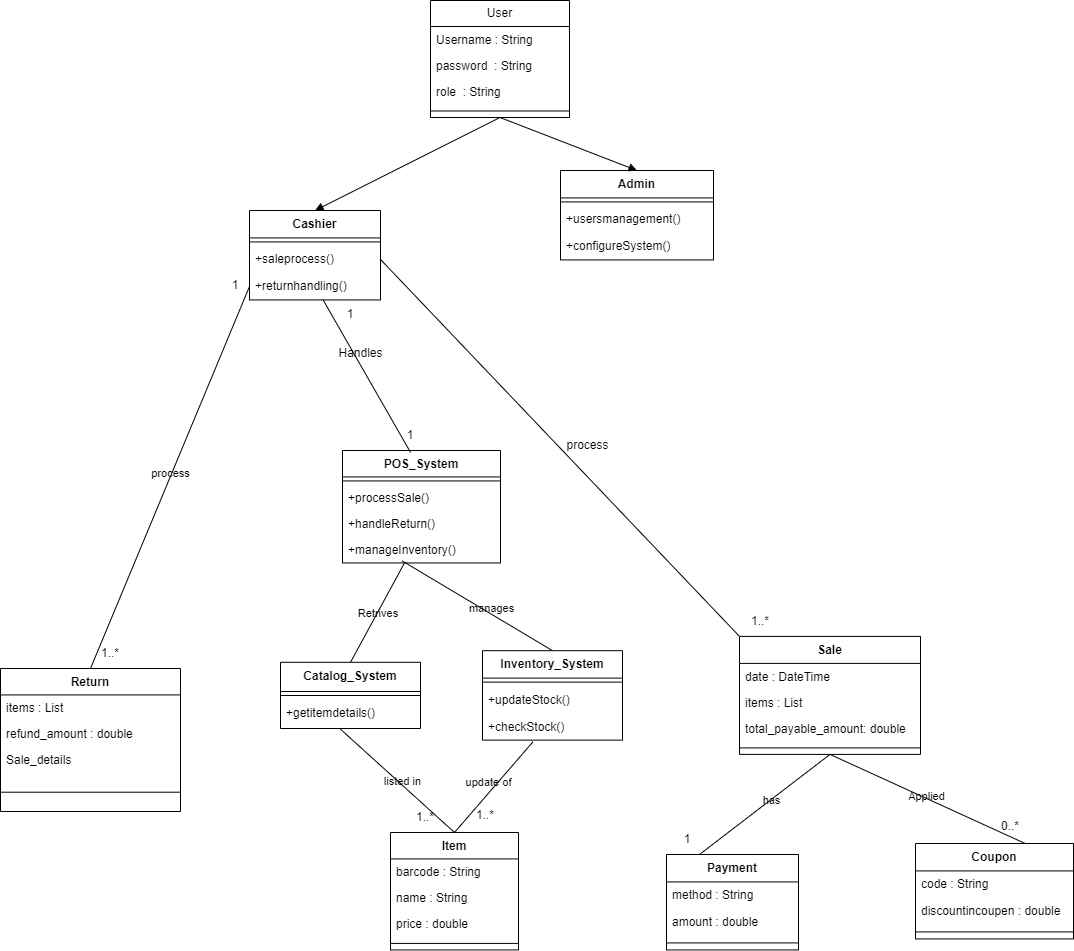 User
Username : String
password  : String
role  : String
Admin
+usersmanagement()
+configureSystem()
Cashier
+saleprocess()
+returnhandling()
1
1
Handles
1
process
process
POS_System
+processSale()
+handleReturn()
+manageInventory()
Retrives
manages
1..*
1..*
Return
items : List
refund_amount : double
Sale_details
Catalog_System
+getitemdetails()
Inventory_System
+updateStock()
+checkStock()
Sale
date : DateTime
items : List
total_payable_amount: double
listed in
update of
1..*
1..*
has
Applied
1
0..*
Item
barcode : String
name : String
price : double
Payment
method : String
amount : double
Coupon
code : String
discountincoupen : double